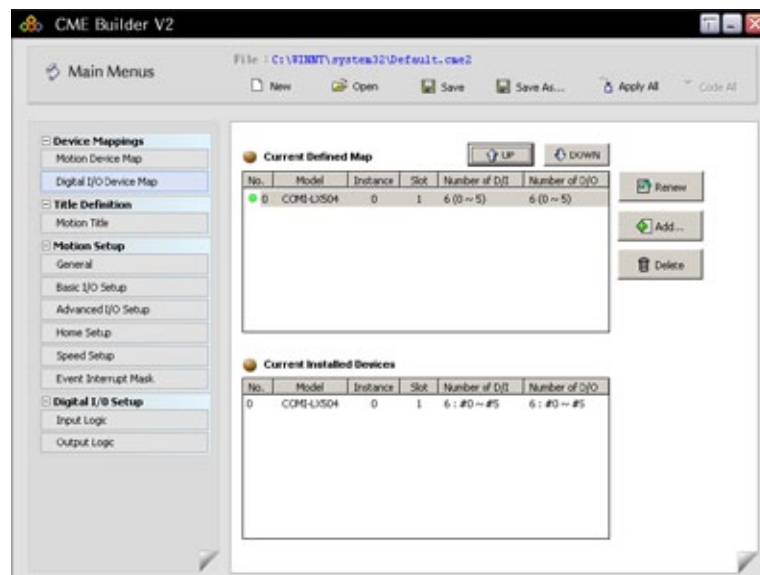 CME Builder V2
Main Menus
File : C:\WINNT\system32\Default.cme2
New Open Save Save As... Apply All Code All
Device Mappings
Motion Device Map
Digital I/O Device Map
Title Definition
Motion Title
Motion Setup
General
Basic I/O Setup
Advanced I/O Setup
Home Setup
Speed Setup
Event Interrupt Mask
Digital I/O Setup
Input Logic
Output Logic
Current Defined Map
UP DOWN
No. Model Instance Slot Number of D/I Number of D/O
0 COMI-LX504 0 1 6 (0 ~ 5) 6 (0 ~ 5)
Renew
Add...
Delete
Current Installed Devices
No. Model Instance Slot Number of D/I Number of D/O
0 COMI-LX504 0 1 6 : #0 ~ #5 6 : #0 ~ #5